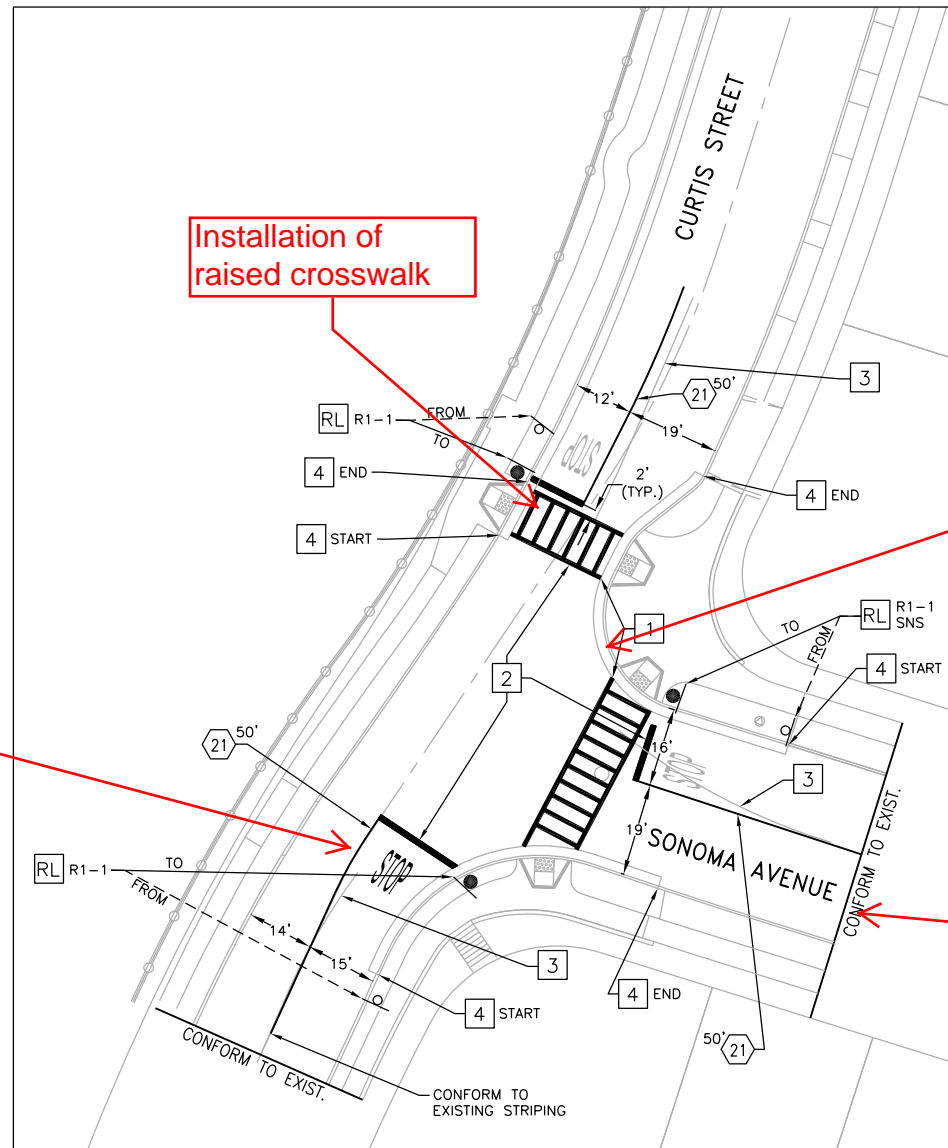 CURTIS STREET
Installation of
raised crosswalk
3
21 50'
12'
19'
RL R1-1 FROM
TO
STOP
2'
(TYP.)
4 END
4 END
4 START
1
RL R1-1
SNS
TO
FROM
4 START
2
21 50'
16'
STOP
3
19'
SONOMA AVENUE
CONFORM TO EXIST.
STOP
RL R1-1 TO
FROM
14'
15'
3
4 END
4 START
50' 21
CONFORM TO EXIST.
CONFORM TO
EXISTING STRIPING